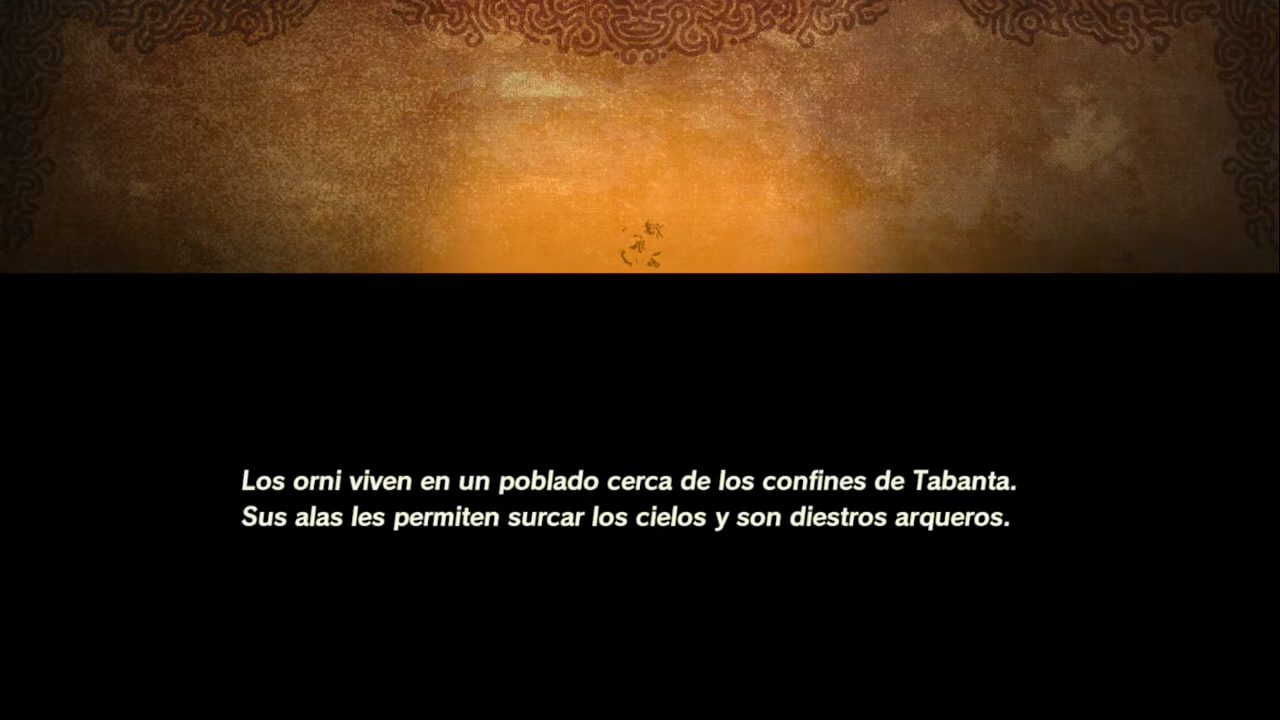 Los orni viven en un poblado cerca de los confines de Tabanta.
Sus alas les permiten surcar los cielos y son diestros arqueros.